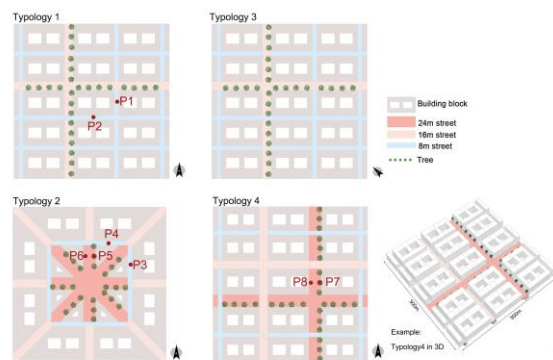 Typology 1
Typology 3
P1
P2
Building block
24m street
16m street
8m street
Tree
Typology 2
Typology 4
P4
P6
P5
P3
P8
P7
300m
Example:
Typology4 in 3D